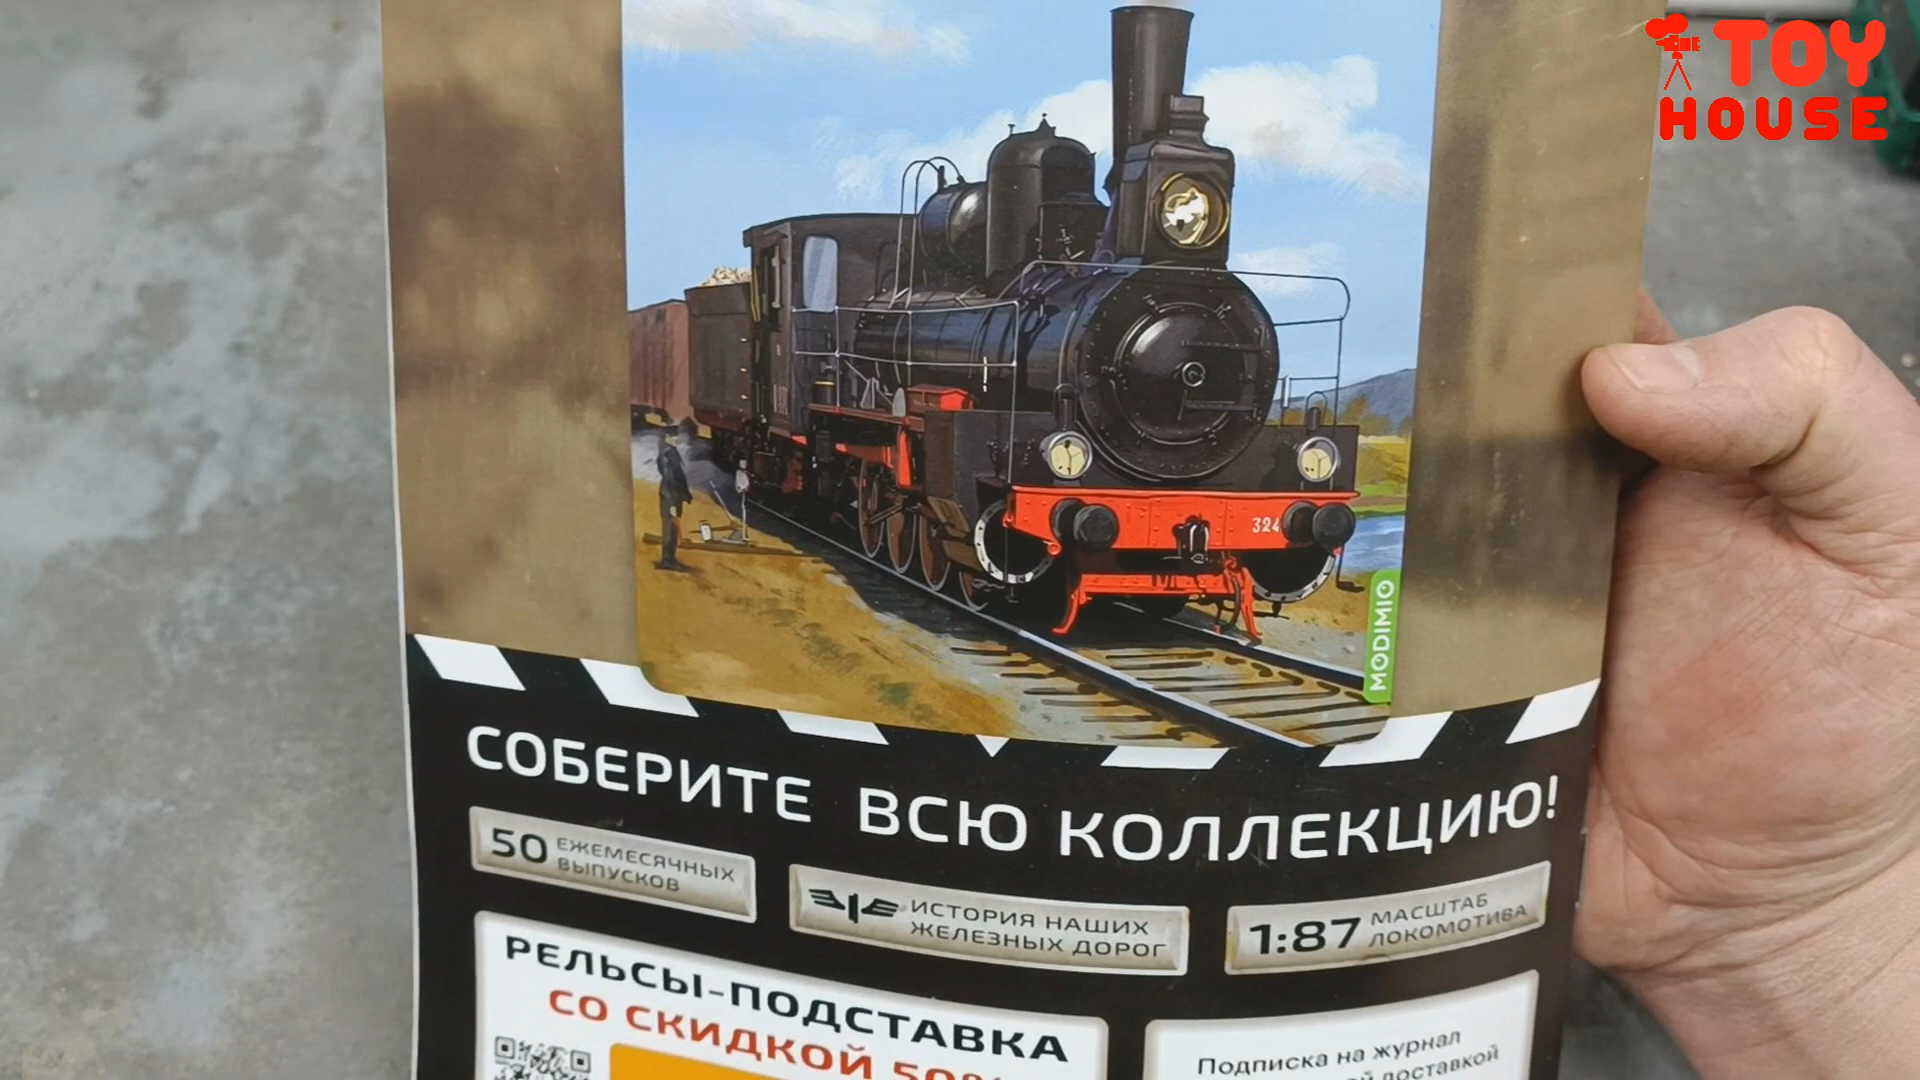 TOY
HOUSE
324
MODIMIO
СОБЕРИТЕ ВСЮ КОЛЛЕКЦИЮ!
50 ЕЖЕМЕСЯЧНЫХ
ВЫПУСКОВ
ИСТОРИЯ НАШИХ
ЖЕЛЕЗНЫХ ДОРОГ
1:87 МАСШТАБ
ЛОКОМОТИВА
РЕЛЬСЫ-ПОДСТАВКА
СО СКИДКОЙ 50%
Подписка на журнал
доставкой